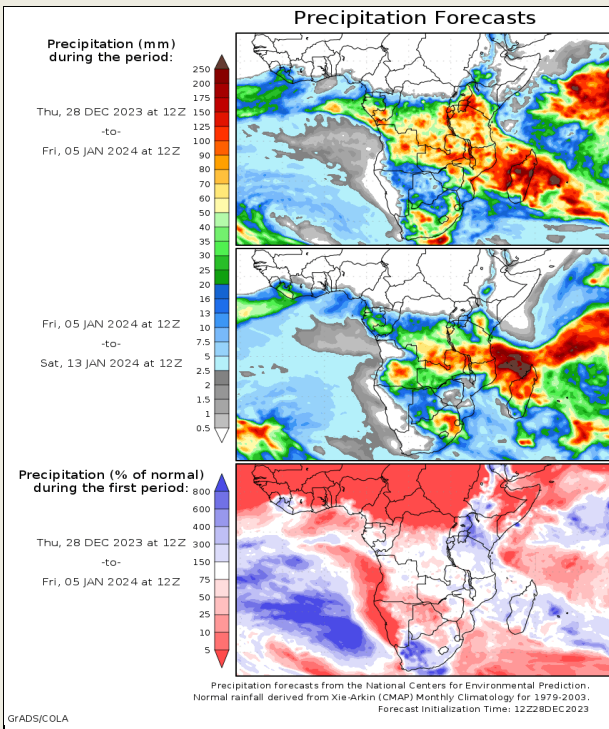 Precipitation Forecasts
Precipitation (mm)
during the period:
Thu, 28 DEC 2023 at 12Z
-to-
Fri, 05 JAN 2024 at 12Z
250
200
175
150
125
100
90
80
70
60
50
40
35
30
25
20
16
13
10
7.5
5
2.5
2
1.5
1
0.5
Fri, 05 JAN 2024 at 12Z
-to-
Sat, 13 JAN 2024 at 12Z
Precipitation (% of normal)
during the first period:
Thu, 28 DEC 2023 at 12Z
-to-
Fri, 05 JAN 2024 at 12Z
800
600
400
300
150
75
50
25
10
5
Precipitation forecasts from the National Centers for Environmental Prediction.
Normal rainfall derived from Xie-Arkin (CMAP) Monthly Climatology for 1979-2003.
Forecast Initialization Time: 12Z28DEC2023
GrADS/COLA